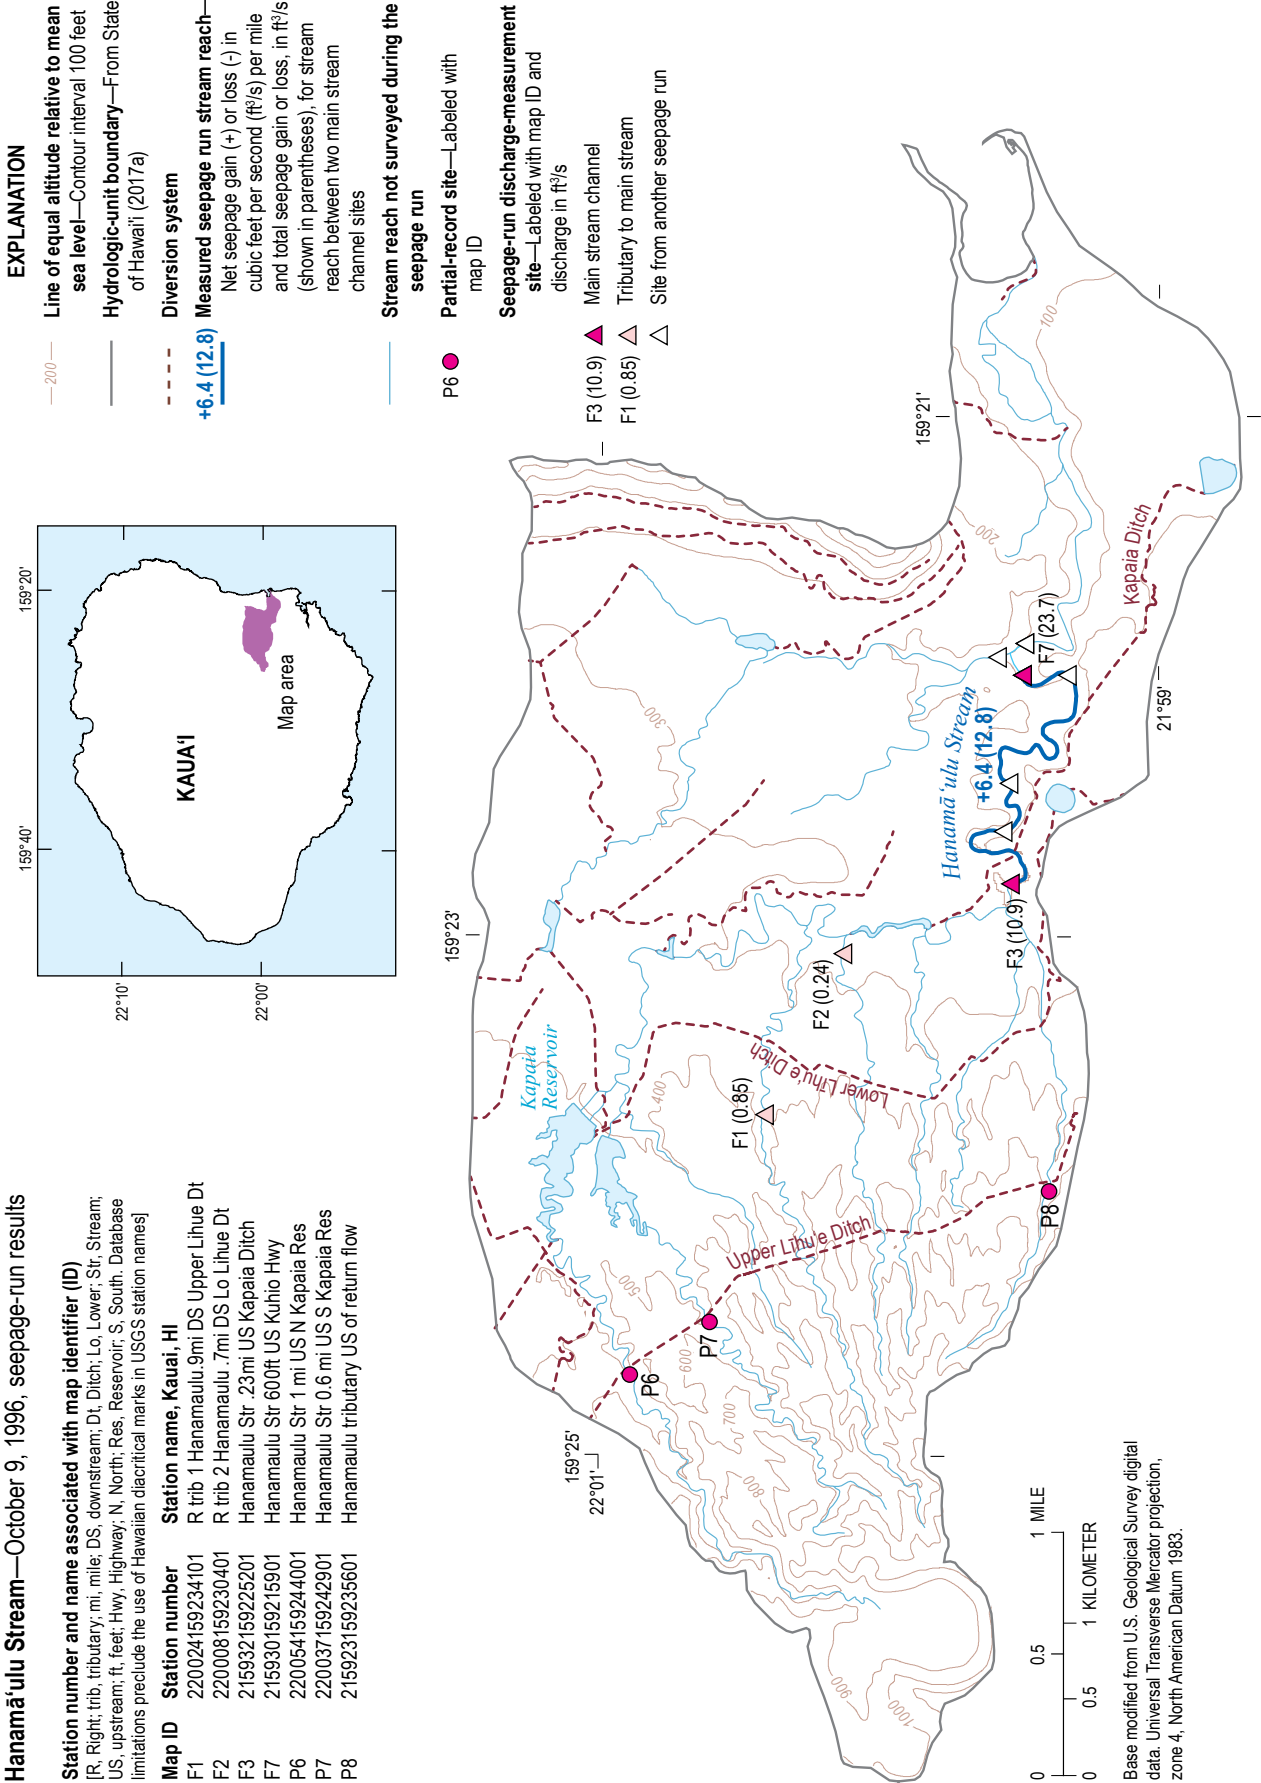 Hanamā‘ulu Stream—October 9, 1996, seepage-run results
Station number and name associated with map identifier (ID)
[R, Right; trib, tributary; mi, mile; DS, downstream; Dt, Ditch; Lo, Lower; Str, Stream;
US, upstream; ft, feet; Hwy, Highway; N, North; Res, Reservoir; S, South. Database
limitations preclude the use of Hawaiian diacritical marks in USGS station names]
Map ID Station number Station name, Kauai, HI
F1 220024159234101 R trib 1 Hanamaulu.9mi DS Upper Lihue Dt
F2 220008159230401 R trib 2 Hanamaulu .7mi DS Lo Lihue Dt
F3 215932159225201 Hanamaulu Str .23mi US Kapaia Ditch
F7 215930159215901 Hanamaulu Str 600ft US Kuhio Hwy
P6 220054159244001 Hanamaulu Str 1 mi US N Kapaia Res
P7 220037159242901 Hanamaulu Str 0.6 mi US S Kapaia Res
P8 215923159235601 Hanamaulu tributary US of return flow
159°40'
159°20'
22°10'
22°00'
KAUA‘I
Map area
EXPLANATION
200
Line of equal altitude relative to mean
sea level—Contour interval 100 feet
Hydrologic-unit boundary—From State
of Hawai‘i (2017a)
Diversion system
+6.4 (12.8)
Measured seepage run stream reach—
Net seepage gain (+) or loss (-) in
cubic feet per second (ft³/s) per mile
and total seepage gain or loss, in ft³/s
(shown in parentheses), for stream
reach between two main stream
channel sites
Stream reach not surveyed during the
seepage run
P6
Partial-record site—Labeled with
map ID
Seepage-run discharge-measurement
site—Labeled with map ID and
discharge in ft³/s
F3 (10.9) Main stream channel
F1 (0.85) Tributary to main stream
Site from another seepage run
159°25'
22°01'
159°23'
159°21'
21°59'
Kapaia
Reservoir
P6
P7
P8
F1 (0.85)
F2 (0.24)
F3 (10.9)
F7 (23.7)
Upper Līhu‘e Ditch
Lower Līhu‘e Ditch
Hanamā‘ulu Stream
+6.4 (12.8)
Kapaia Ditch
100
200
300
400
500
600
700
800
900
1000
0 0.5 1 MILE
0 0.5 1 KILOMETER
Base modified from U.S. Geological Survey digital
data. Universal Transverse Mercator projection,
zone 4, North American Datum 1983.